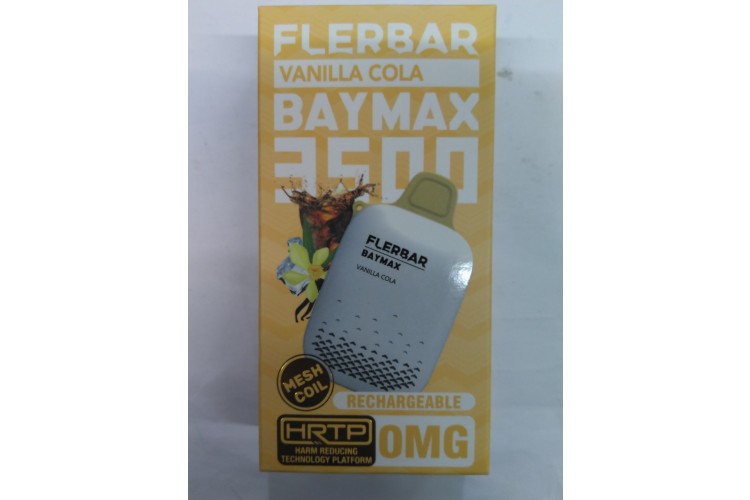 FLERBAR
VANILLA COLA
BAYMAX
3500
FLERBAR
BAYMAX
VANILLA COLA
MESH
COIL
RECHARGEABLE
HRTP
HARM REDUCING
TECHNOLOGY PLATFORM
0MG